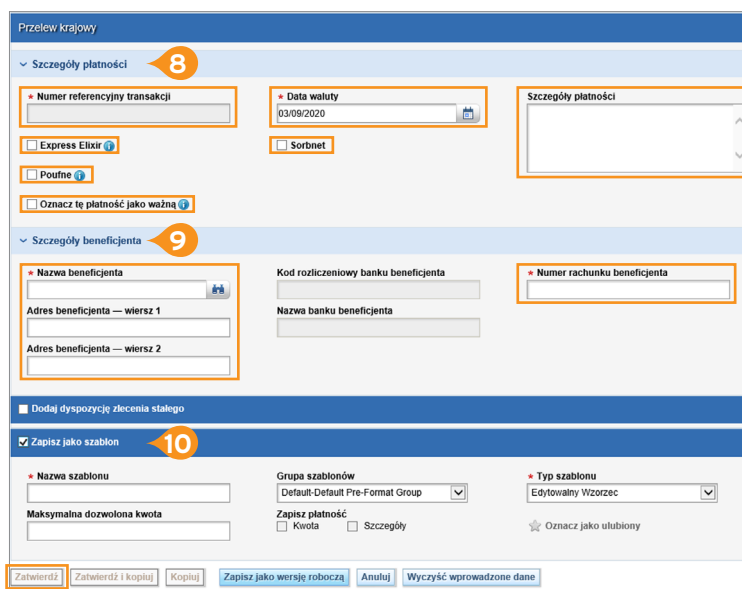 Przelew krajowy
Szczegóły płatności 8
* Numer referencyjny transakcji
* Data waluty
03/09/2020
Szczegóły płatności
Express Elixir
Sorbnet
Poufne
Oznacz tę płatność jako ważną
Szczegóły beneficjenta 9
* Nazwa beneficjenta
Kod rozliczeniowy banku beneficjenta
* Numer rachunku beneficjenta
Adres beneficjenta — wiersz 1
Nazwa banku beneficjenta
Adres beneficjenta — wiersz 2
Dodaj dyspozycję zlecenia stałego
Zapisz jako szablon 10
* Nazwa szablonu
Grupa szablonów
* Typ szablonu
Default-Default Pre-Format Group
Edytowalny Wzorzec
Maksymalna dozwolona kwota
Zapisz płatność
Kwota Szczegóły
Oznacz jako ulubiony
Zatwierdź Zatwierdź i kopiuj Kopiuj Zapisz jako wersję roboczą Anuluj Wyczyść wprowadzone dane